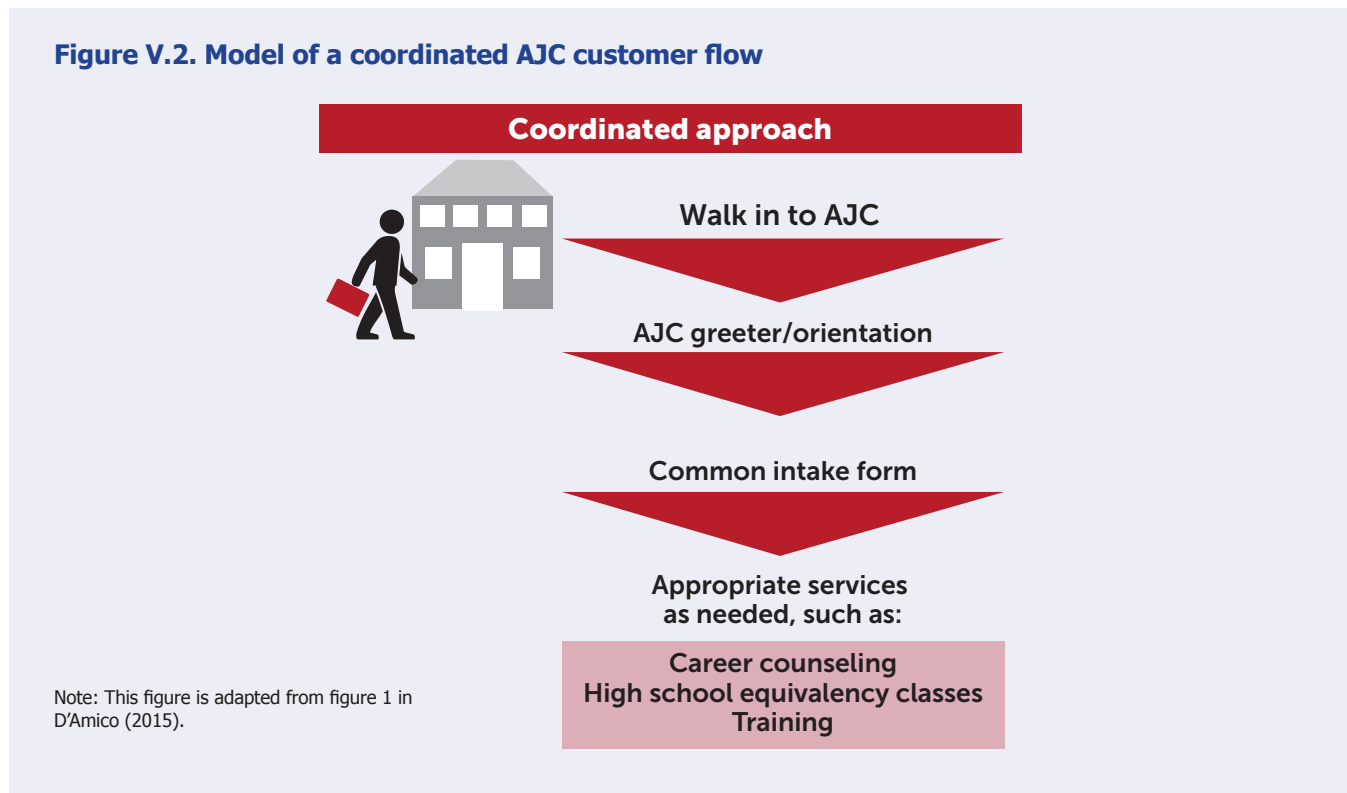 Figure V.2. Model of a coordinated AJC customer flow
Coordinated approach
Walk in to AJC
AJC greeter/orientation
Common intake form
Appropriate services
as needed, such as:
Career counseling
High school equivalency classes
Training
Note: This figure is adapted from figure 1 in
D’Amico (2015).